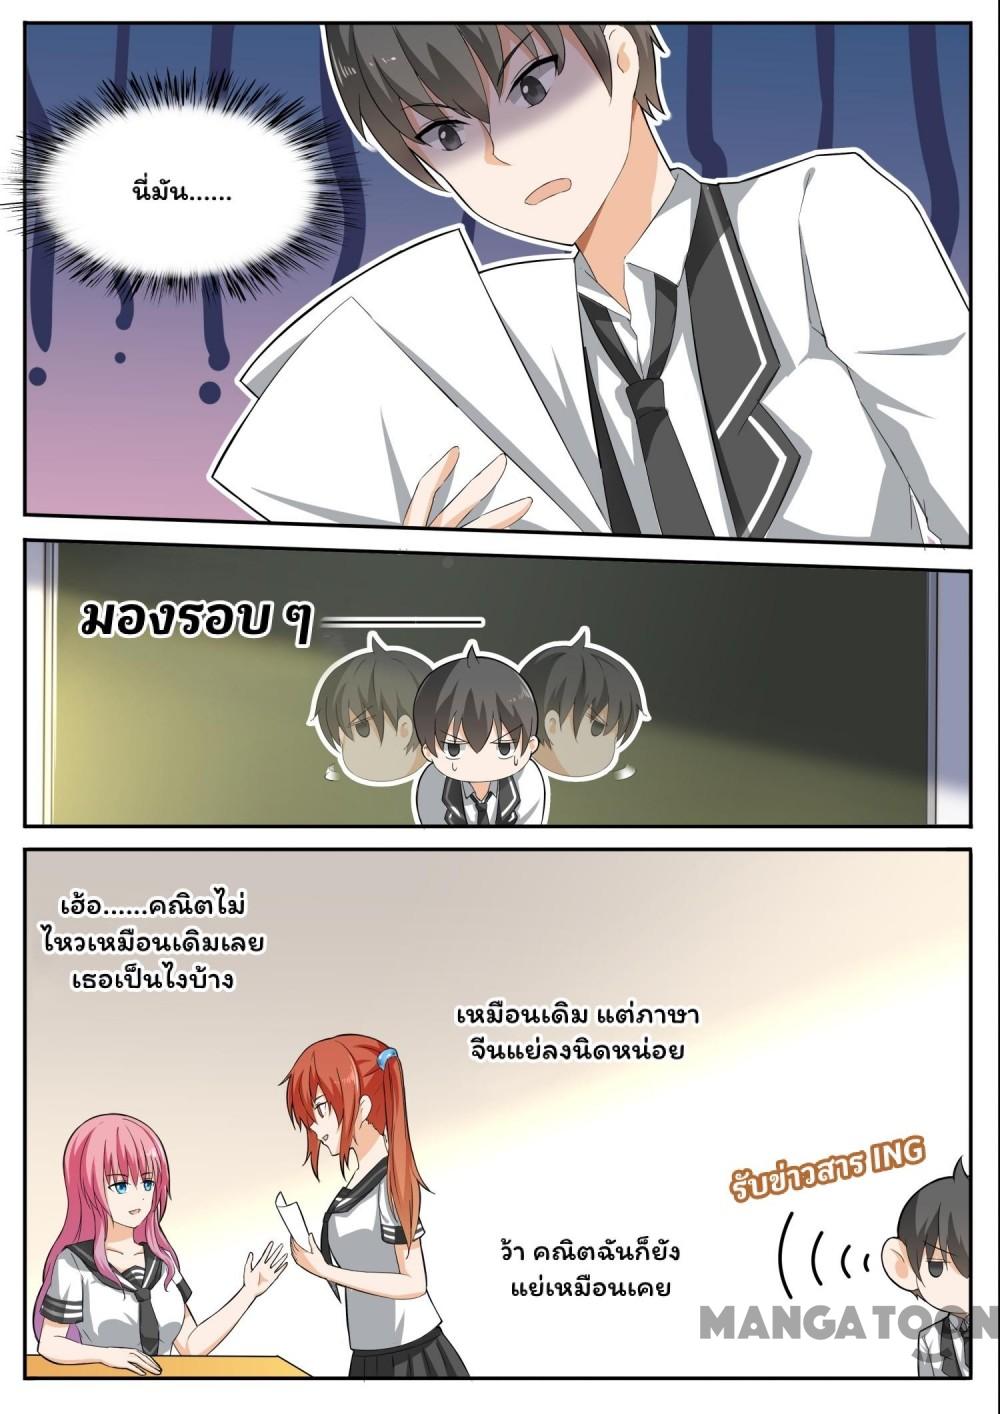 นี่มัน......
มองรอบ ๆ
เฮ้อ......คณิตไม่
ไหวเหมือนเดิมเลย
เธอเป็นไงบ้าง
เหมือนเดิม แต่ภาษา
จีนแย่ลงนิดหน่อย
รับข่าวสาร ING
ว้า คณิตฉันก็ยัง
แย่เหมือนเคย
MANGATOON